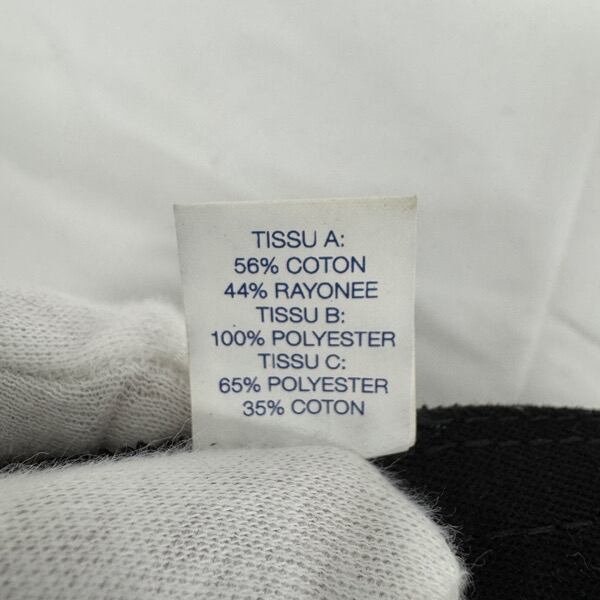 TISSU A:
56% COTON
44% RAYONEE
TISSU B:
100% POLYESTER
TISSU C:
65% POLYESTER
35% COTON